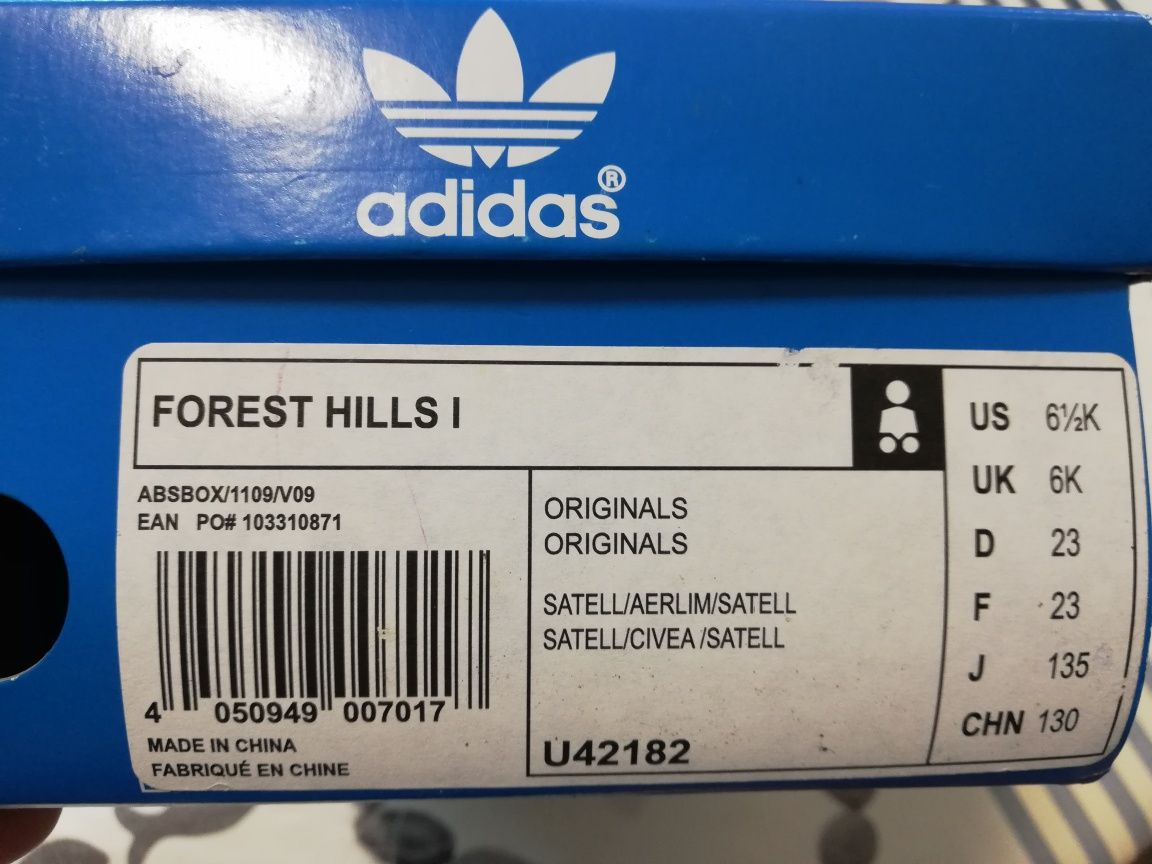 adidas®
FOREST HILLS I
ABSBOX/1109/V09
EAN PO# 103310871
4 050949 007017
MADE IN CHINA
FABRIQUÉ EN CHINE
ORIGINALS
ORIGINALS
SATELL/AERLIM/SATELL
SATELL/CIVEA /SATELL
U42182
US 6½K
UK 6K
D 23
F 23
J 135
CHN 130